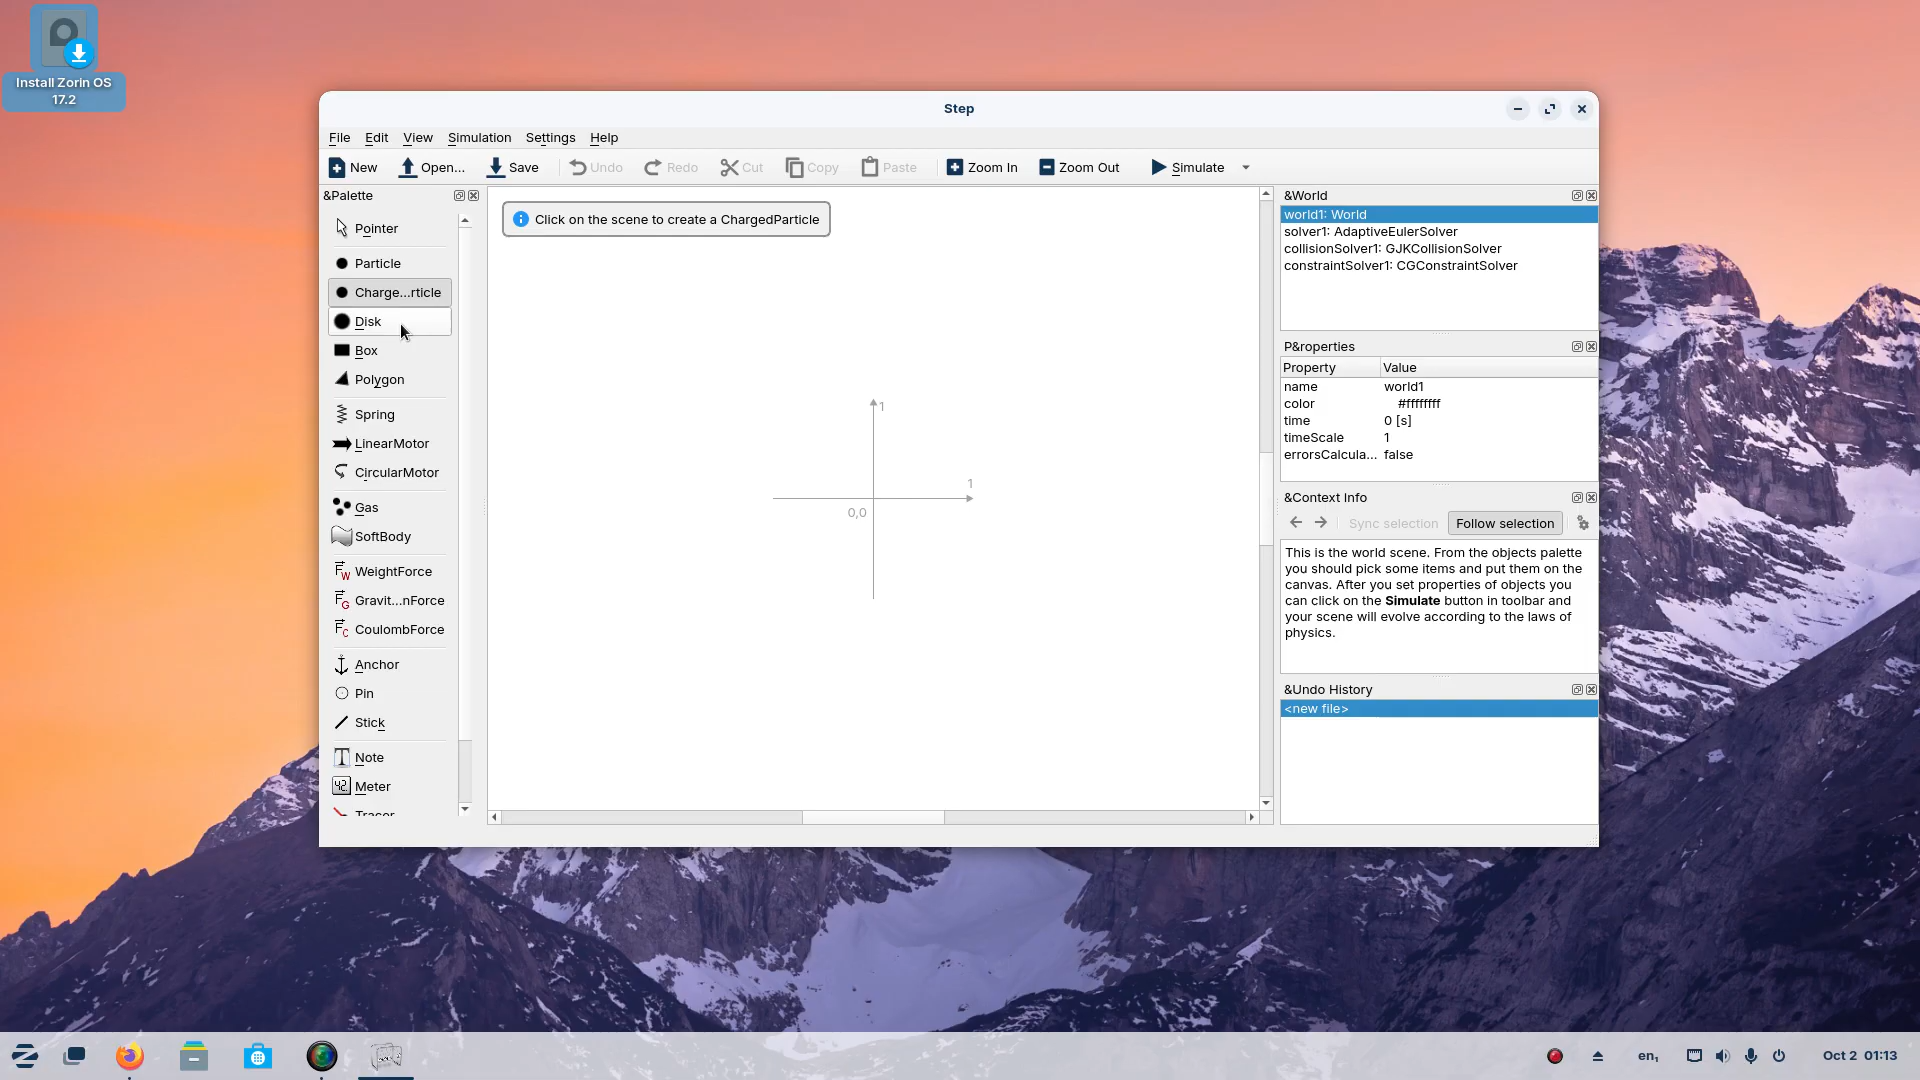 Install Zorin OS
17.2
Step
File Edit View Simulation Settings Help
New Open... Save Undo Redo Cut Copy Paste Zoom In Zoom Out Simulate
&Palette
Pointer
Particle
Charge...rticle
Disk
Box
Polygon
Spring
LinearMotor
CircularMotor
Gas
SoftBody
WeightForce
Gravit...nForce
CoulombForce
Anchor
Pin
Stick
Note
Meter
Tracer
Click on the scene to create a ChargedParticle
1
1
0,0
&World
world1: World
solver1: AdaptiveEulerSolver
collisionSolver1: GJKCollisionSolver
constraintSolver1: CGConstraintSolver
P&roperties
Property Value
name world1
color #ffffffff
time 0 [s]
timeScale 1
errorsCalcula... false
&Context Info
Sync selection Follow selection
This is the world scene. From the objects palette
you should pick some items and put them on the
canvas. After you set properties of objects you
can click on the Simulate button in toolbar and
your scene will evolve according to the laws of
physics.
&Undo History
<new file>
en₁
Oct 2 01:13